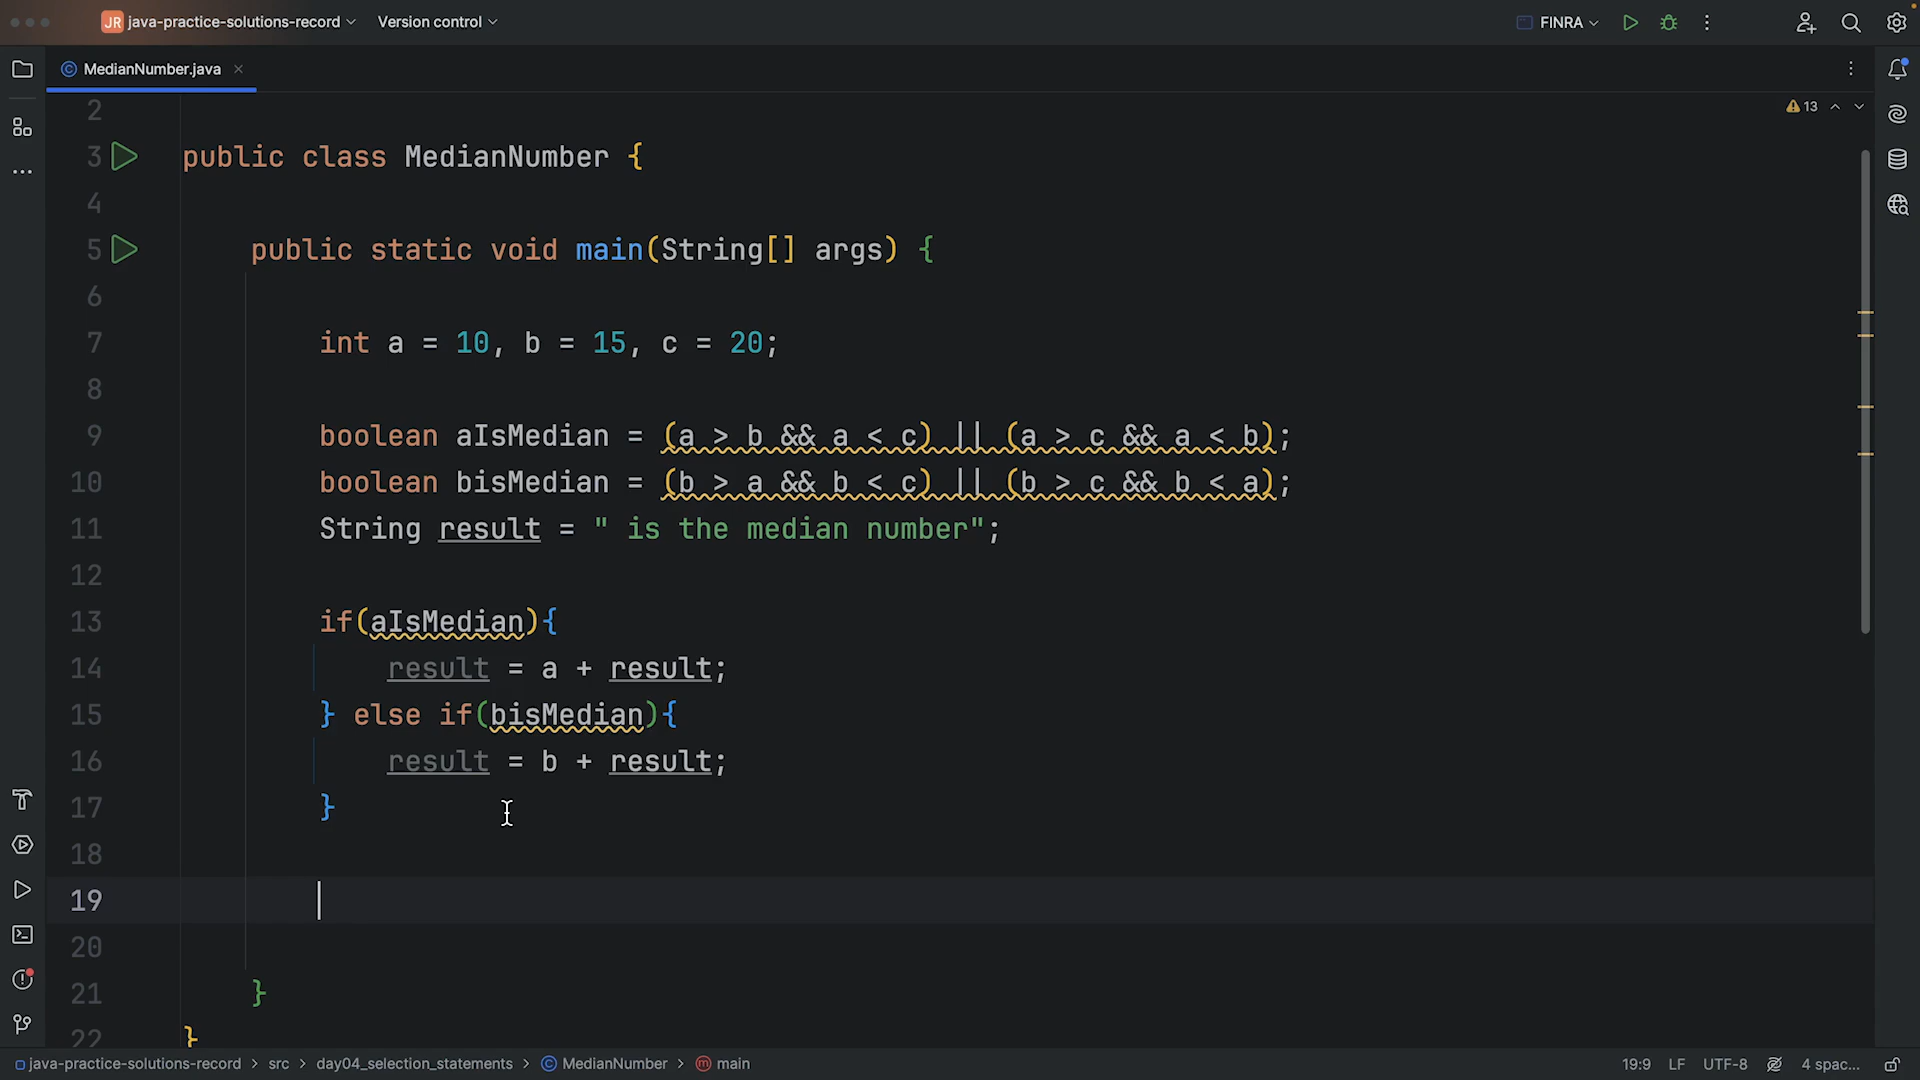 JR java-practice-solutions-record Version control FINRA
MedianNumber.java
13
2
3 public class MedianNumber {
4
5 public static void main(String[] args) {
6
7 int a = 10, b = 15, c = 20;
8
9 boolean aIsMedian = (a > b && a < c) || (a > c && a < b);
10 boolean bisMedian = (b > a && b < c) || (b > c && b < a);
11 String result = " is the median number";
12
13 if(aIsMedian){
14 result = a + result;
15 } else if(bisMedian){
16 result = b + result;
17 }
18
19
20
21 }
22 }
java-practice-solutions-record > src > day04_selection_statements > MedianNumber > main 19:9 LF UTF-8 4 spac...